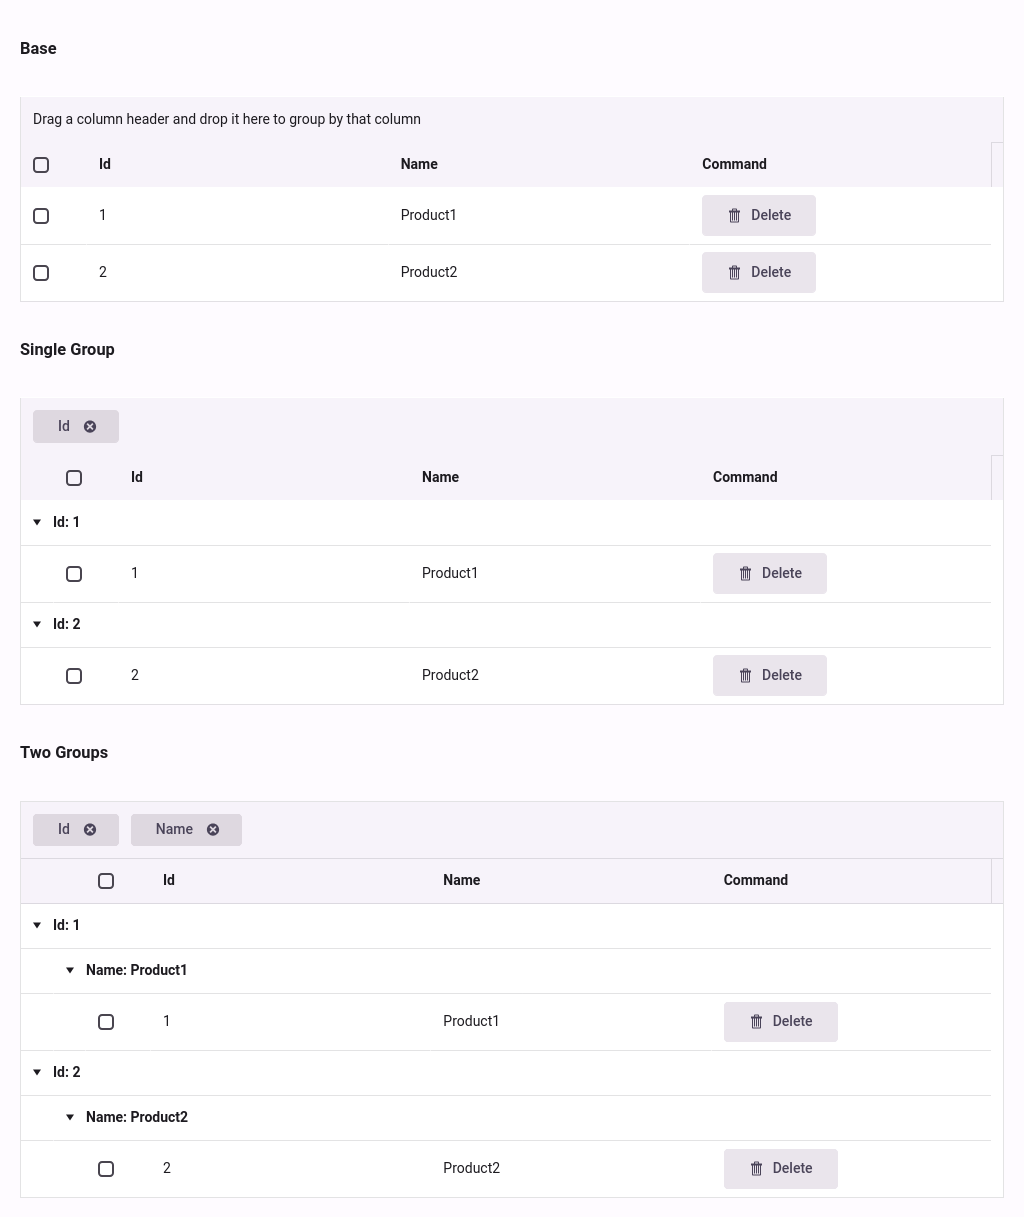 Base
Drag a column header and drop it here to group by that column
Id Name Command
1 Product1 Delete
2 Product2 Delete
Single Group
Id
Id Name Command
Id: 1
1 Product1 Delete
Id: 2
2 Product2 Delete
Two Groups
Id Name
Id Name Command
Id: 1
Name: Product1
1 Product1 Delete
Id: 2
Name: Product2
2 Product2 Delete